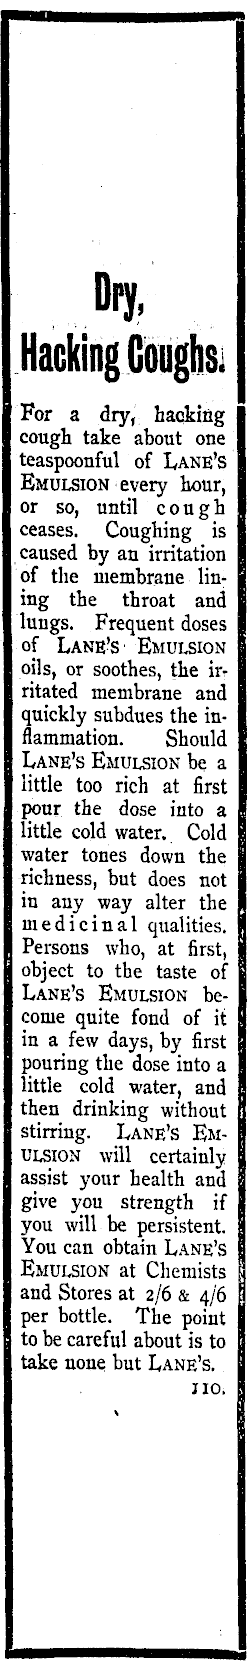 Dry,
Hacking Coughs.
For a dry, hacking
cough take about one
teaspoonful of LANE'S
EMULSION every hour,
or so, until cough
ceases. Coughing is
caused by an irritation
of the membrane lin-
ing the throat and
lungs. Frequent doses
of LANE'S EMULSION
oils, or soothes, the ir-
ritated membrane and
quickly subdues the in-
flammation. Should
LANE'S EMULSION be a
little too rich at first
pour the dose into a
little cold water. Cold
water tones down the
richness, but does not
in any way alter the
medicinal qualities.
Persons who, at first,
object to the taste of
LANE'S EMULSION be-
come quite fond of it
in a few days, by first
pouring the dose into a
little cold water, and
then drinking without
stirring. LANE'S EM-
ULSION will certainly
assist your health and
give you strength if
you will be persistent.
You can obtain LANE'S
EMULSION at Chemists
and Stores at 2/6 & 4/6
per bottle. The point
to be careful about is to
take none but LANE'S.
110.